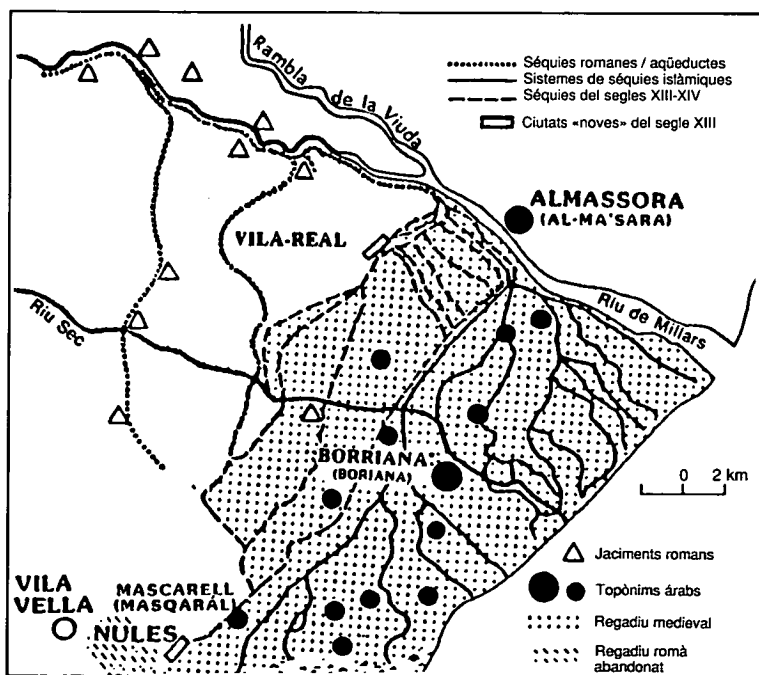 Rambla de la Viuda
Séquies romanes / aqüeductes
Sistemes de séquies islàmiques
Séquies del segles XIII-XIV
Ciutats «noves» del segle XIII
ALMASSORA
(AL-MA'SARA)
VILA-REAL
Riu Sec
Riu de Millars
BORRIANA
(BORIANA)
0 2 km
Jaciments romans
MASCARELL
(MASQARÁL)
VILA
VELLA
NULES
Topònims árabs
Regadiu medieval
Regadiu romà
abandonat